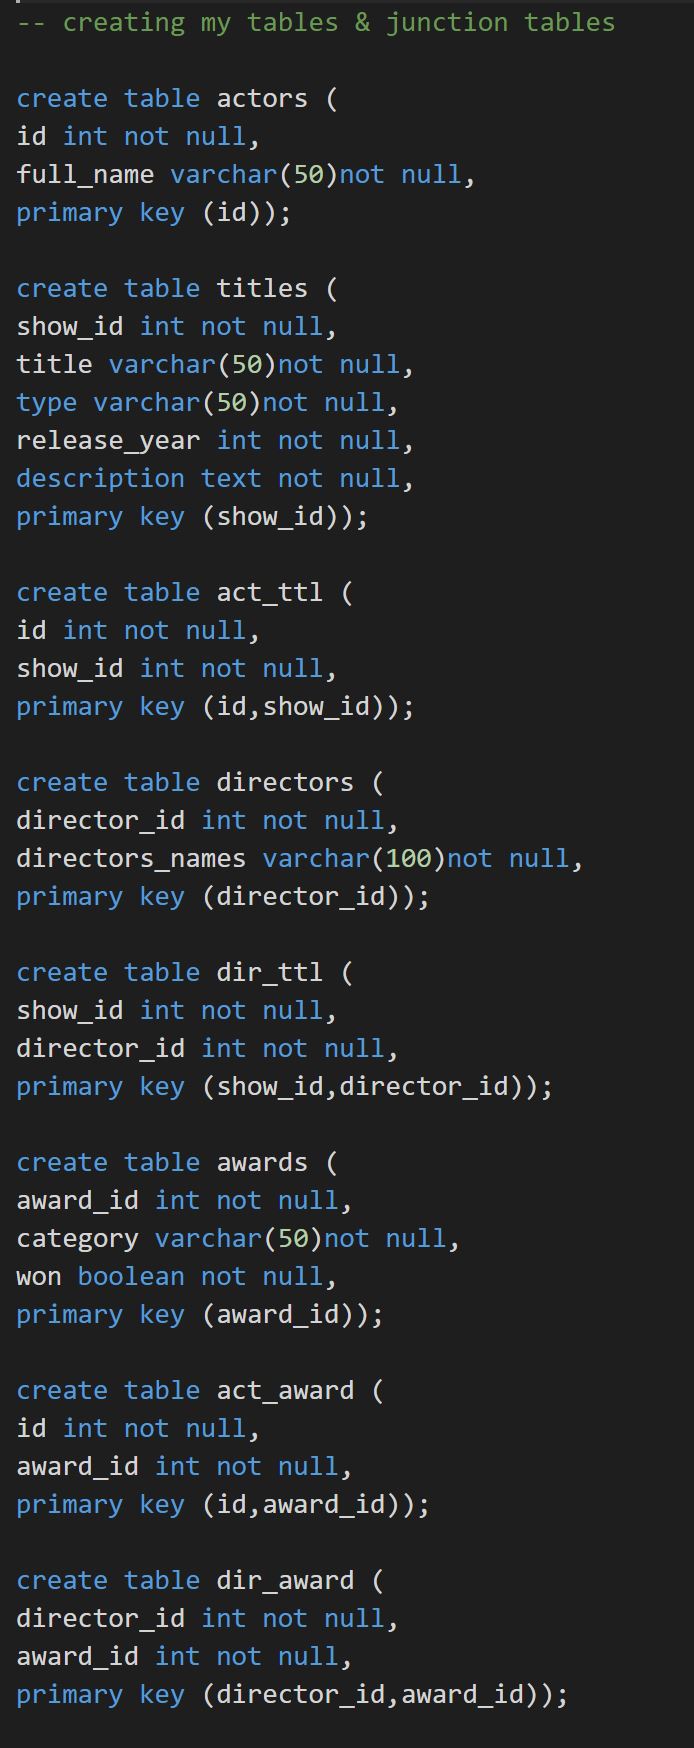 -- creating my tables & junction tables
create table actors (
id int not null,
full_name varchar(50)not null,
primary key (id));
create table titles (
show_id int not null,
title varchar(50)not null,
type varchar(50)not null,
release_year int not null,
description text not null,
primary key (show_id));
create table act_ttl (
id int not null,
show_id int not null,
primary key (id,show_id));
create table directors (
director_id int not null,
directors_names varchar(100)not null,
primary key (director_id));
create table dir_ttl (
show_id int not null,
director_id int not null,
primary key (show_id,director_id));
create table awards (
award_id int not null,
category varchar(50)not null,
won boolean not null,
primary key (award_id));
create table act_award (
id int not null,
award_id int not null,
primary key (id,award_id));
create table dir_award (
director_id int not null,
award_id int not null,
primary key (director_id,award_id));